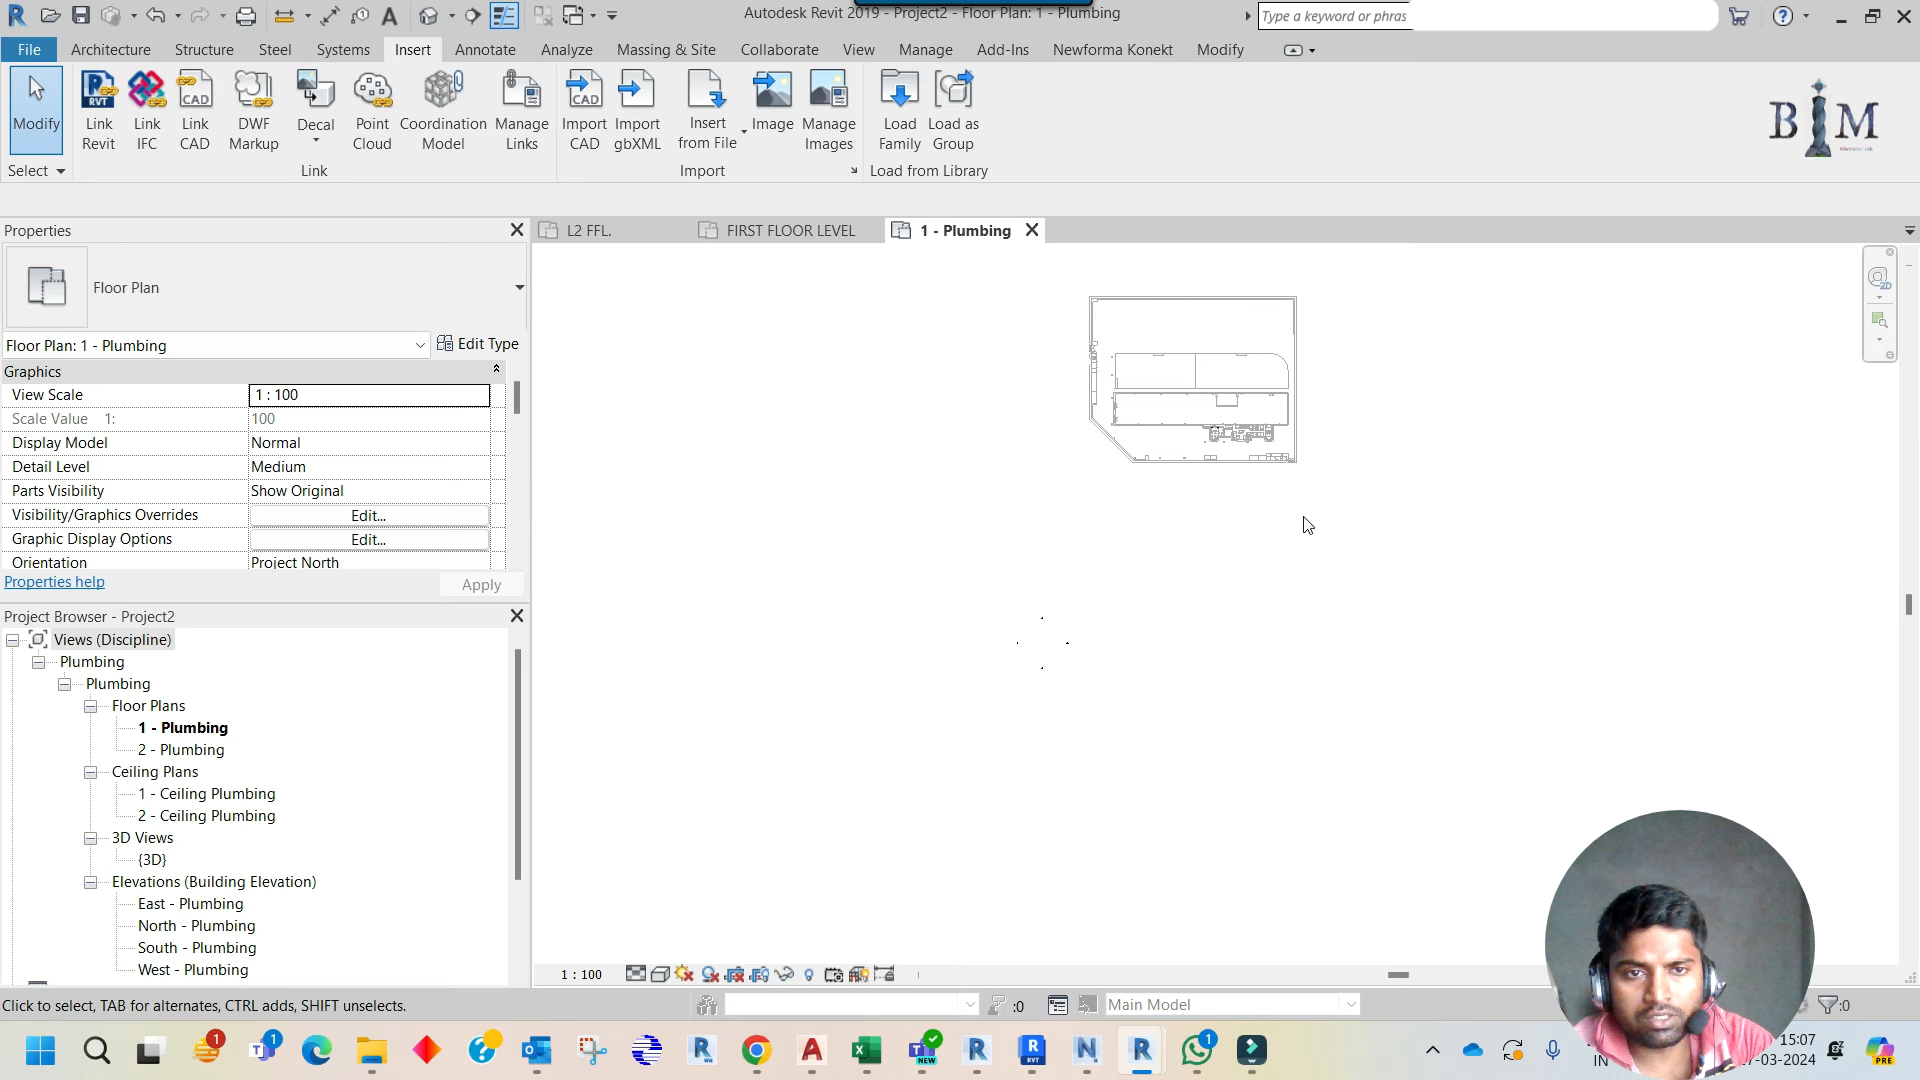 Autodesk Revit 2019 - Project2 - Floor Plan: 1 - Plumbing
Type a keyword or phras
File Architecture Structure Steel Systems Insert Annotate Analyze Massing & Site Collaborate View Manage Add-Ins Newforma Konekt Modify
Modify
Link Revit
Link IFC
Link CAD
DWF Markup
Decal
Point Cloud
Coordination Model
Manage Links
Import CAD
Import gbXML
Insert from File
Image
Manage Images
Load Family
Load as Group
BIM
Select
Link
Import
Load from Library
Properties
L2 FFL.
FIRST FLOOR LEVEL
1 - Plumbing
2D
Floor Plan
Floor Plan: 1 - Plumbing
Edit Type
Graphics
View Scale 1 : 100
Scale Value 1: 100
Display Model Normal
Detail Level Medium
Parts Visibility Show Original
Visibility/Graphics Overrides Edit...
Graphic Display Options Edit...
Orientation Project North
Properties help
Apply
Project Browser - Project2
Views (Discipline)
Plumbing
Plumbing
Floor Plans
1 - Plumbing
2 - Plumbing
Ceiling Plans
1 - Ceiling Plumbing
2 - Ceiling Plumbing
3D Views
{3D}
Elevations (Building Elevation)
East - Plumbing
North - Plumbing
South - Plumbing
West - Plumbing
1 : 100
Click to select, TAB for alternates, CTRL adds, SHIFT unselects.
:0
Main Model
:0
15:07
-03-2024
IN
PRE
NEW